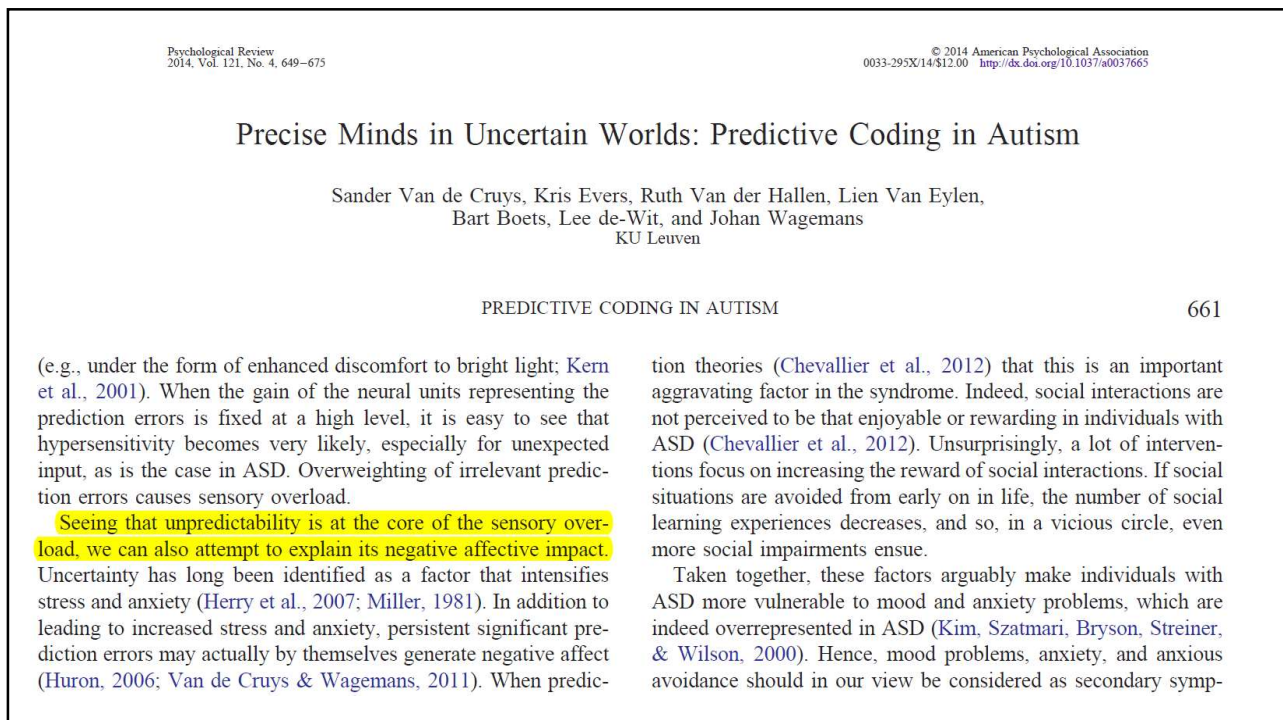 Psychological Review
2014, Vol. 121, No. 4, 649–675
© 2014 American Psychological Association
0033-295X/14/$12.00 http://dx.doi.org/10.1037/a0037665
Precise Minds in Uncertain Worlds: Predictive Coding in Autism
Sander Van de Cruys, Kris Evers, Ruth Van der Hallen, Lien Van Eylen,
Bart Boets, Lee de-Wit, and Johan Wagemans
KU Leuven
PREDICTIVE CODING IN AUTISM
661
(e.g., under the form of enhanced discomfort to bright light; Kern
et al., 2001). When the gain of the neural units representing the
prediction errors is fixed at a high level, it is easy to see that
hypersensitivity becomes very likely, especially for unexpected
input, as is the case in ASD. Overweighting of irrelevant predic-
tion errors causes sensory overload.
Seeing that unpredictability is at the core of the sensory over-
load, we can also attempt to explain its negative affective impact.
Uncertainty has long been identified as a factor that intensifies
stress and anxiety (Herry et al., 2007; Miller, 1981). In addition to
leading to increased stress and anxiety, persistent significant pre-
diction errors may actually by themselves generate negative affect
(Huron, 2006; Van de Cruys & Wagemans, 2011). When predic-
tion theories (Chevallier et al., 2012) that this is an important
aggravating factor in the syndrome. Indeed, social interactions are
not perceived to be that enjoyable or rewarding in individuals with
ASD (Chevallier et al., 2012). Unsurprisingly, a lot of interven-
tions focus on increasing the reward of social interactions. If social
situations are avoided from early on in life, the number of social
learning experiences decreases, and so, in a vicious circle, even
more social impairments ensue.
Taken together, these factors arguably make individuals with
ASD more vulnerable to mood and anxiety problems, which are
indeed overrepresented in ASD (Kim, Szatmari, Bryson, Streiner,
& Wilson, 2000). Hence, mood problems, anxiety, and anxious
avoidance should in our view be considered as secondary symp-